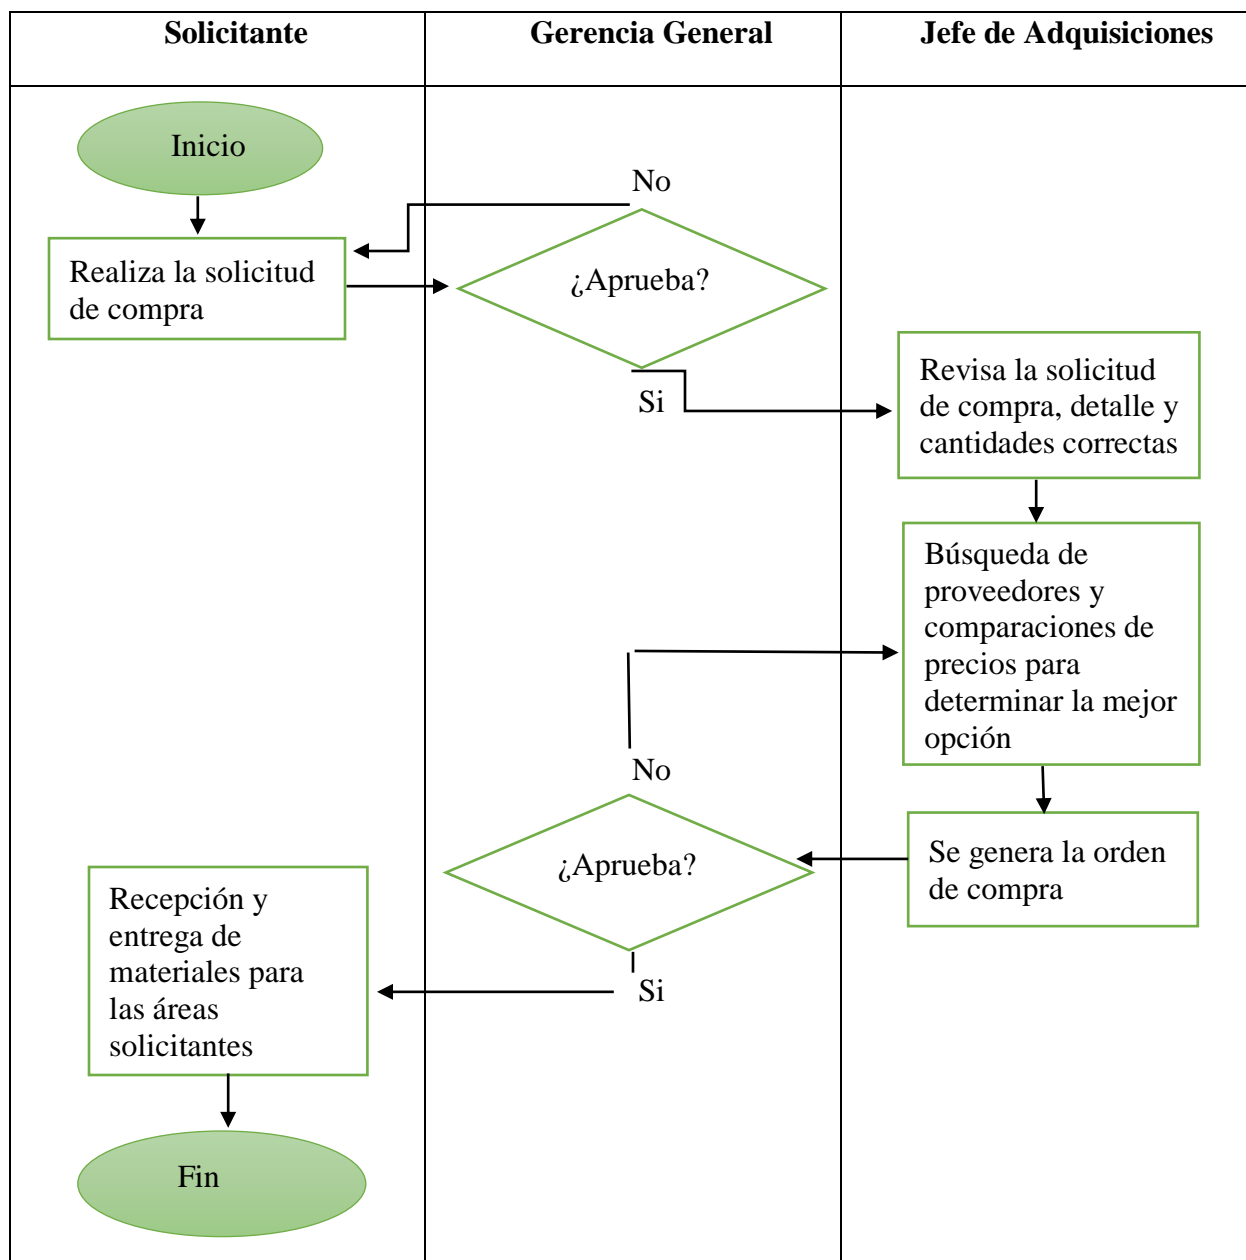 Solicitante
Gerencia General
Jefe de Adquisiciones
Inicio
No
Realiza la solicitud
de compra
¿Aprueba?
Si
Revisa la solicitud
de compra, detalle y
cantidades correctas
Búsqueda de
proveedores y
comparaciones de
precios para
determinar la mejor
opción
No
¿Aprueba?
Se genera la orden
de compra
Si
Recepción y
entrega de
materiales para
las áreas
solicitantes
Fin